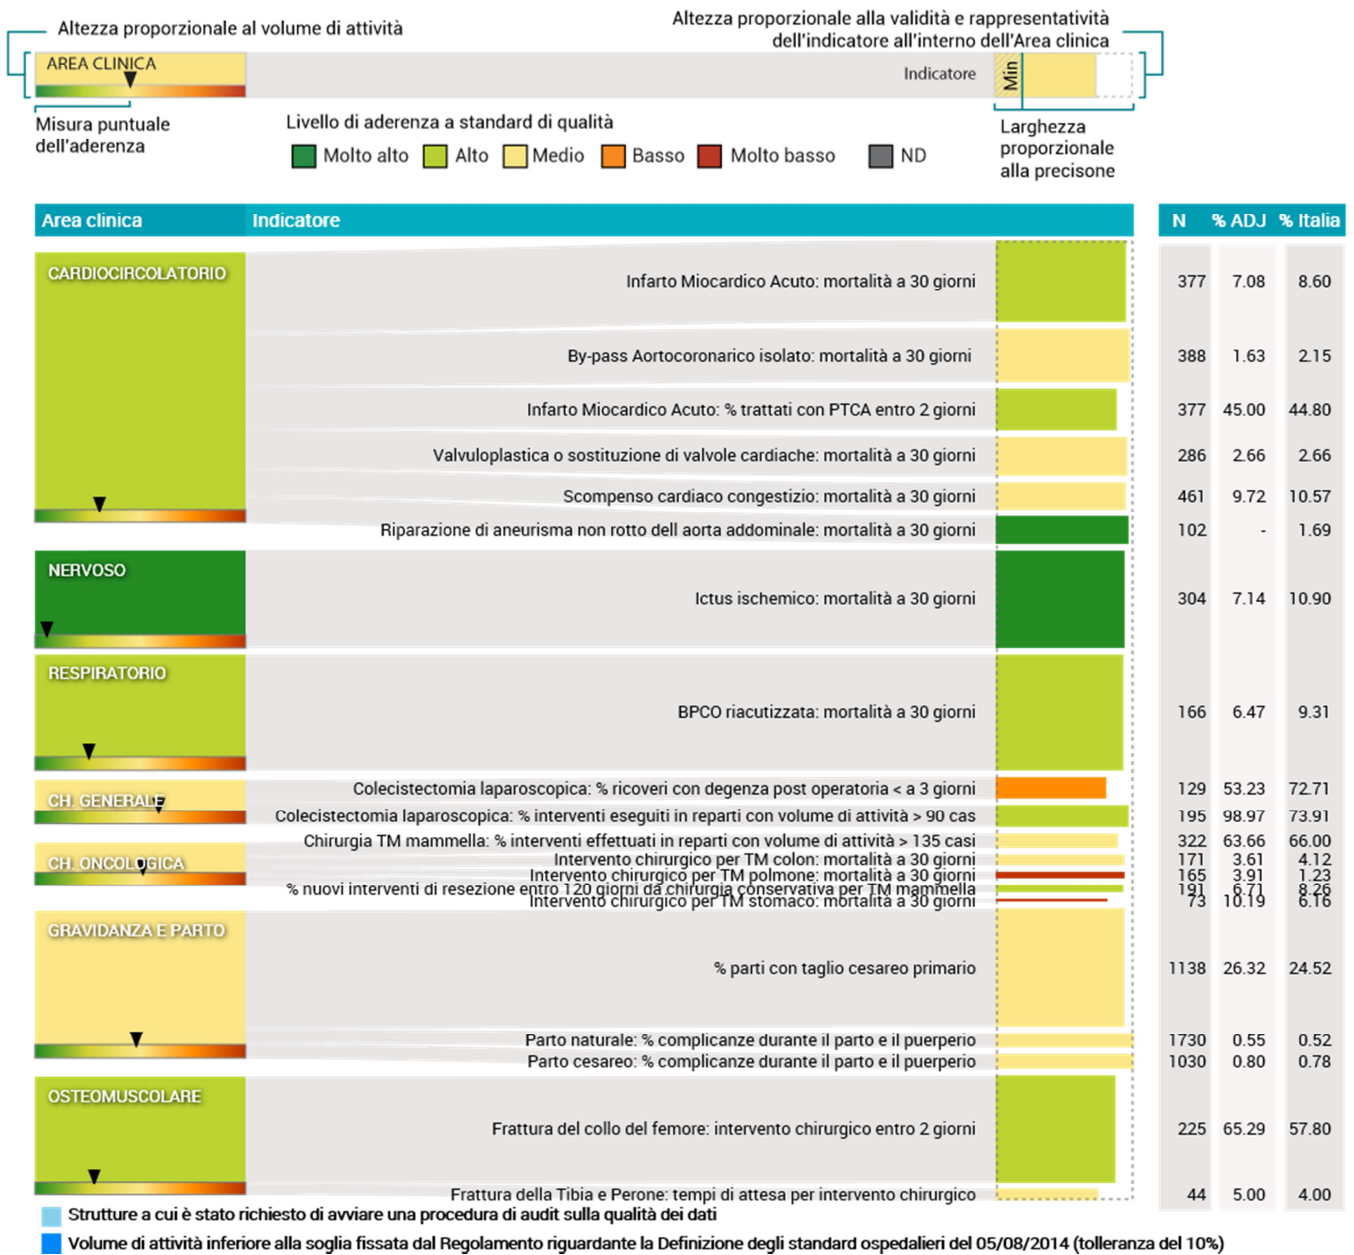 Altezza proporzionale al volume di attività
Altezza proporzionale alla validità e rappresentatività
dell'indicatore all'interno dell'Area clinica
AREA CLINICA
Indicatore
Min
Misura puntuale
dell'aderenza
Livello di aderenza a standard di qualità
Molto alto Alto Medio Basso Molto basso ND
Larghezza
proporzionale
alla precisone
Area clinica Indicatore N % ADJ % Italia
CARDIOCIRCOLATORIO
Infarto Miocardico Acuto: mortalità a 30 giorni 377 7.08 8.60
By-pass Aortocoronarico isolato: mortalità a 30 giorni 388 1.63 2.15
Infarto Miocardico Acuto: % trattati con PTCA entro 2 giorni 377 45.00 44.80
Valvuloplastica o sostituzione di valvole cardiache: mortalità a 30 giorni 286 2.66 2.66
Scompenso cardiaco congestizio: mortalità a 30 giorni 461 9.72 10.57
Riparazione di aneurisma non rotto dell aorta addominale: mortalità a 30 giorni 102 - 1.69
NERVOSO
Ictus ischemico: mortalità a 30 giorni 304 7.14 10.90
RESPIRATORIO
BPCO riacutizzata: mortalità a 30 giorni 166 6.47 9.31
CH. GENERALE
Colecistectomia laparoscopica: % ricoveri con degenza post operatoria < a 3 giorni 129 53.23 72.71
Colecistectomia laparoscopica: % interventi eseguiti in reparti con volume di attività > 90 cas 195 98.97 73.91
CH. ONCOLOGICA
Chirurgia TM mammella: % interventi effettuati in reparti con volume di attività > 135 casi 322 63.66 66.00
Intervento chirurgico per TM colon: mortalità a 30 giorni 171 3.61 4.12
Intervento chirurgico per TM polmone: mortalità a 30 giorni 165 3.91 1.23
% nuovi interventi di resezione entro 120 giorni da chirurgia conservativa per TM mammella 191 6.71 8.26
Intervento chirurgico per TM stomaco: mortalità a 30 giorni 73 10.19 6.16
GRAVIDANZA E PARTO
% parti con taglio cesareo primario 1138 26.32 24.52
Parto naturale: % complicanze durante il parto e il puerperio 1730 0.55 0.52
Parto cesareo: % complicanze durante il parto e il puerperio 1030 0.80 0.78
OSTEOMUSCOLARE
Frattura del collo del femore: intervento chirurgico entro 2 giorni 225 65.29 57.80
Frattura della Tibia e Perone: tempi di attesa per intervento chirurgico 44 5.00 4.00
Strutture a cui è stato richiesto di avviare una procedura di audit sulla qualità dei dati
Volume di attività inferiore alla soglia fissata dal Regolamento riguardante la Definizione degli standard ospedalieri del 05/08/2014 (tolleranza del 10%)